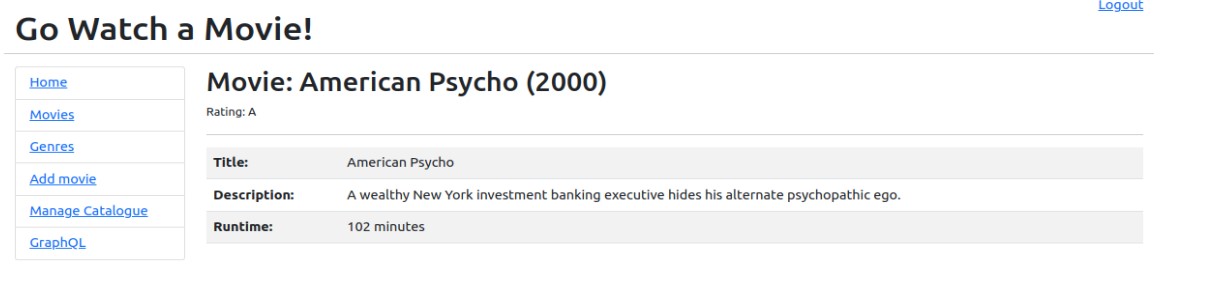 Logout
Go Watch a Movie!
Home
Movies
Genres
Add movie
Manage Catalogue
GraphQL
Movie: American Psycho (2000)
Rating: A
Title: American Psycho
Description: A wealthy New York investment banking executive hides his alternate psychopathic ego.
Runtime: 102 minutes